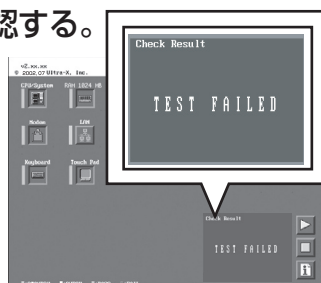 認する。
Check Result
TEST FAILED
v2.xx.xx
© 2002.07 Ultra-X, Inc.
CPU/System
RAM 1024 MB
Modem
LAN
Keyboard
Touch Pad
Check Result
TEST FAILED